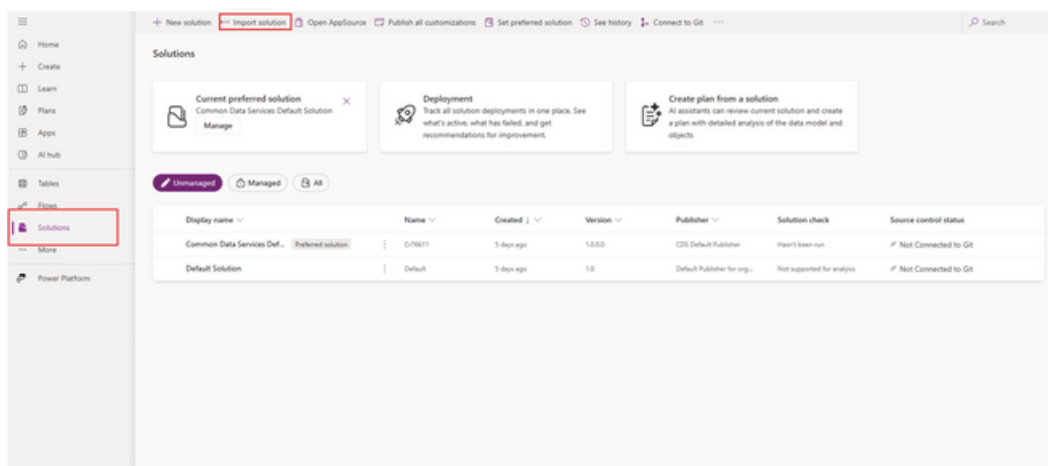 New solution
Import solution
Open AppSource
Publish all customizations
Set preferred solution
See history
Connect to Git
Search
Home
Create
Learn
Plans
Apps
AI hub
Tables
Flows
Solutions
More
Power Platform
Solutions
Current preferred solution
Common Data Services Default Solution
Manage
Deployment
Track all solution deployments in one place. See
what's active, what has failed, and get
recommendations for improvement.
Create plan from a solution
AI assistants can review current solution and create
a plan with detailed analysis of the data model and
objects
Unmanaged
Managed
All
Display name Name Created ↓ Version Publisher Solution check Source control status
Common Data Services Def... Preferred solution 5 days ago 1.0.0.0 CDS Default Publisher Hasn't been run Not Connected to Git
Default Solution Default 5 days ago 1.0 Default Publisher for org... Not supported for analysis Not Connected to Git